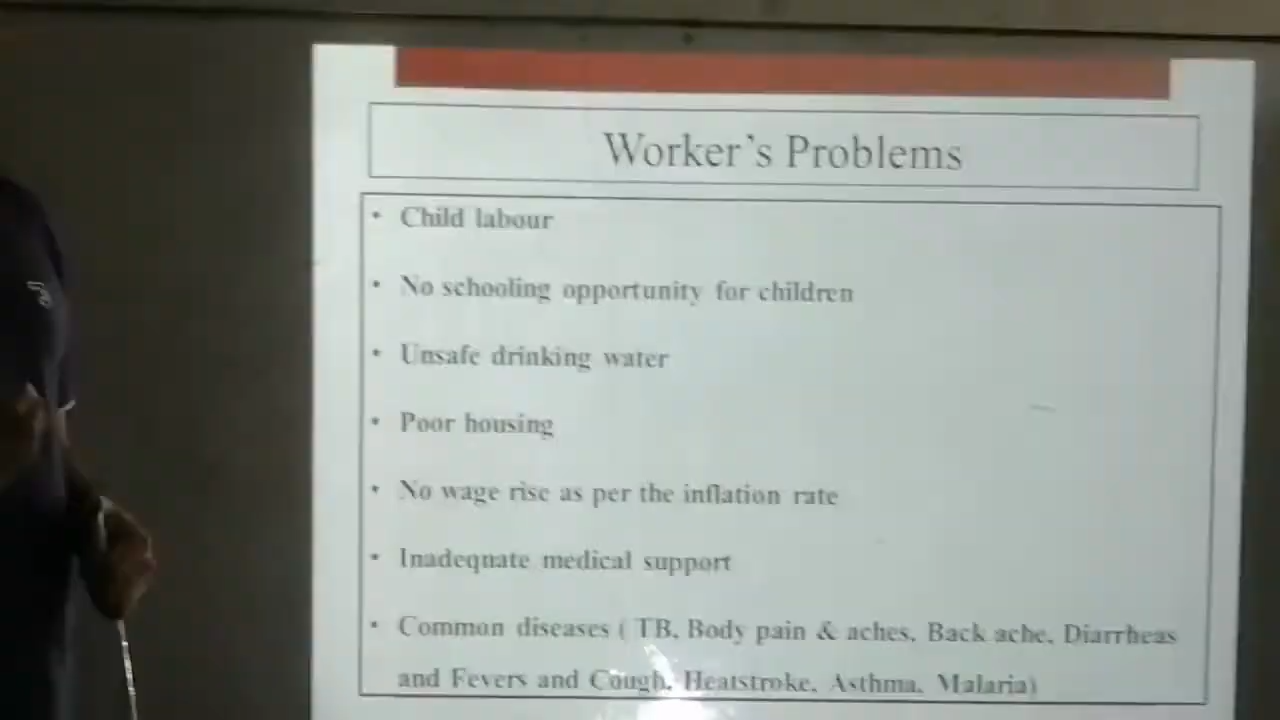 Worker's Problems
• Child labour
• No schooling opportunity for children
• Unsafe drinking water
• Poor housing
• No wage rise as per the inflation rate
• Inadequate medical support
• Common diseases ( TB, Body pain & aches, Back ache, Diarrheas
and Fevers and Cough, Heatstroke, Asthma, Malaria)